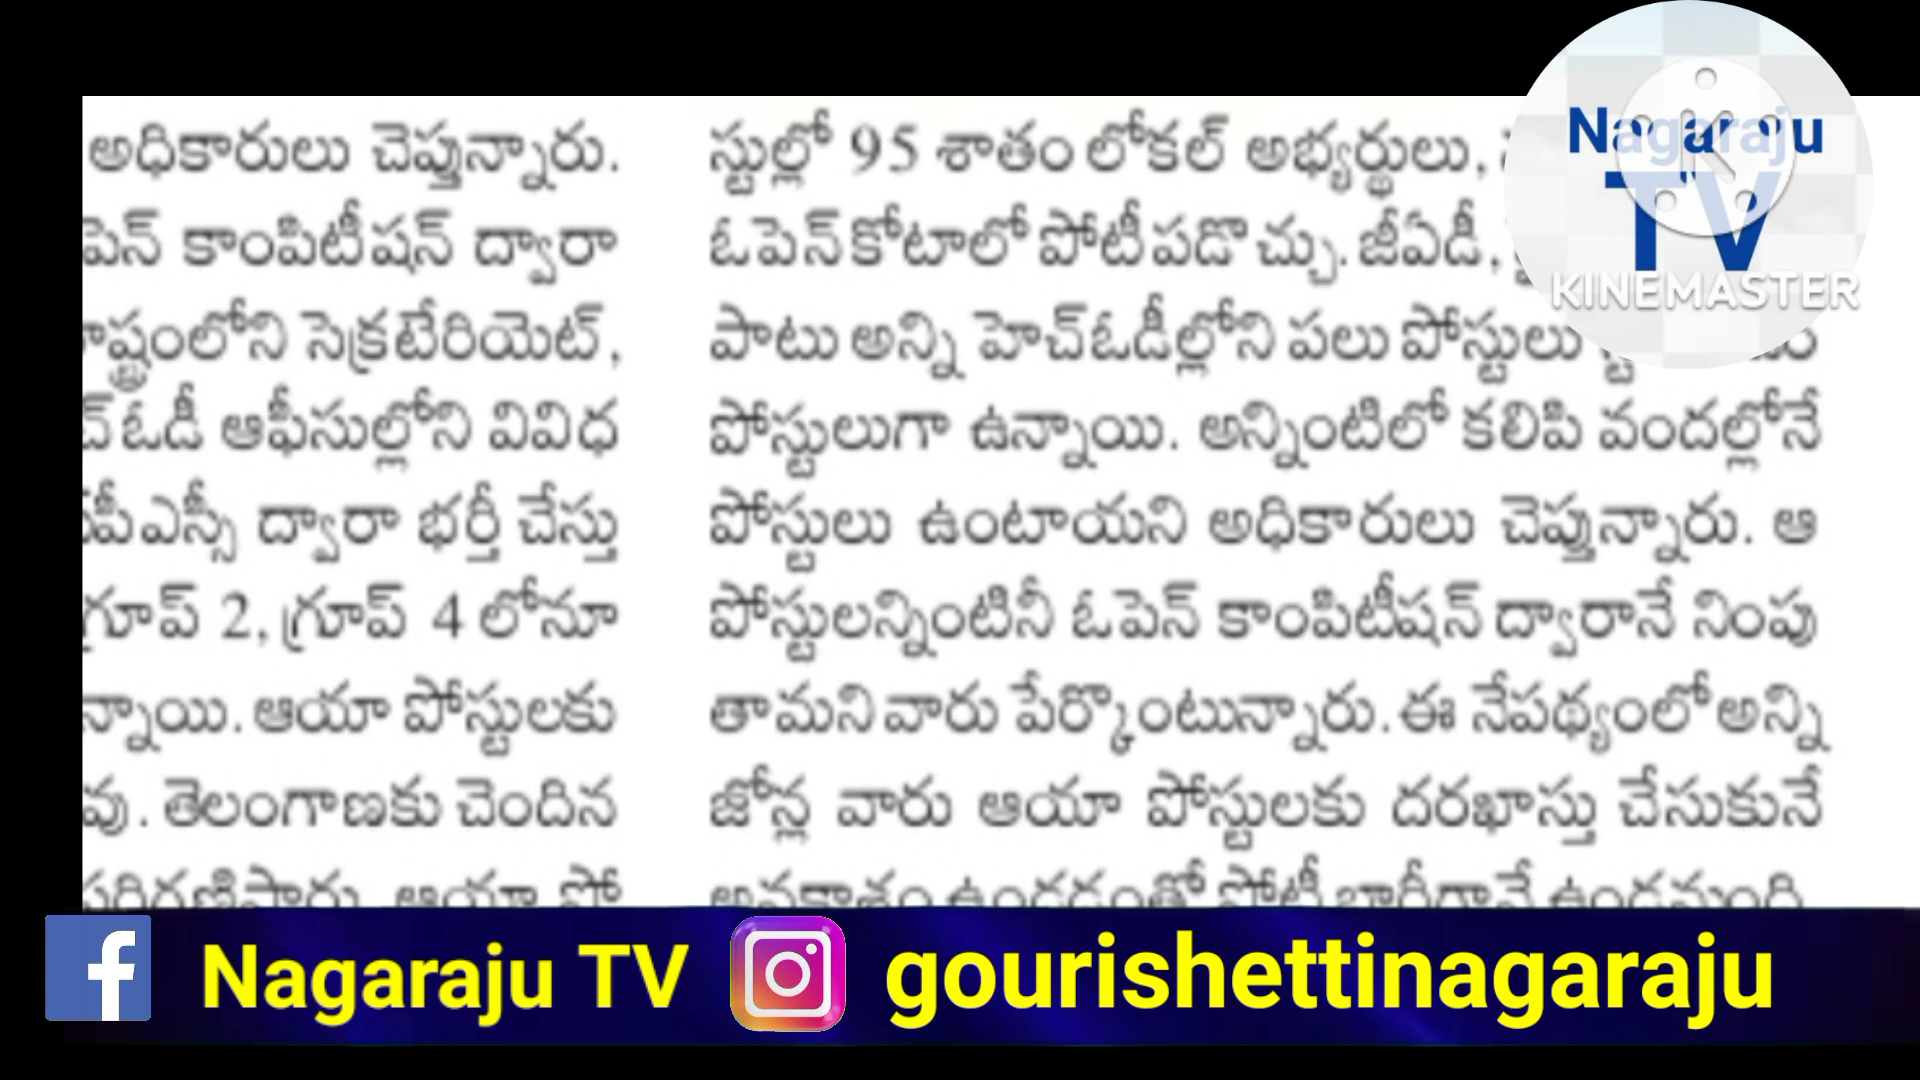 అధికారులు చెప్తున్నారు.
పెన్ కాంపిటీషన్ ద్వారా
రాష్ట్రంలోని సెక్రటేరియెట్,
చ్ఓడీ ఆఫీసుల్లోని వివిధ
పీఎస్సీ ద్వారా భర్తీ చేస్తు
గ్రూప్ 2, గ్రూప్ 4 లోనూ
న్నాయి. ఆయా పోస్టులకు
వు. తెలంగాణకు చెందిన
స్టుల్లో 95 శాతం లోకల్ అభ్యర్థులు,
ఓపెన్ కోటాలో పోటీ పడొచ్చు. జీఏడీ,
పాటు అన్ని హెచ్ఓడీల్లోని పలు పోస్టులు
పోస్టులుగా ఉన్నాయి. అన్నింటిలో కలిపి వందల్లోనే
పోస్టులు ఉంటాయని అధికారులు చెప్తున్నారు. ఆ
పోస్టులన్నింటినీ ఓపెన్ కాంపిటీషన్ ద్వారానే నింపు
తామని వారు పేర్కొంటున్నారు. ఈ నేపథ్యంలో అన్ని
జోన్ల వారు ఆయా పోస్టులకు దరఖాస్తు చేసుకునే
Nagaraju
TV
KINEMASTER
Nagaraju TV
gourishettinagaraju